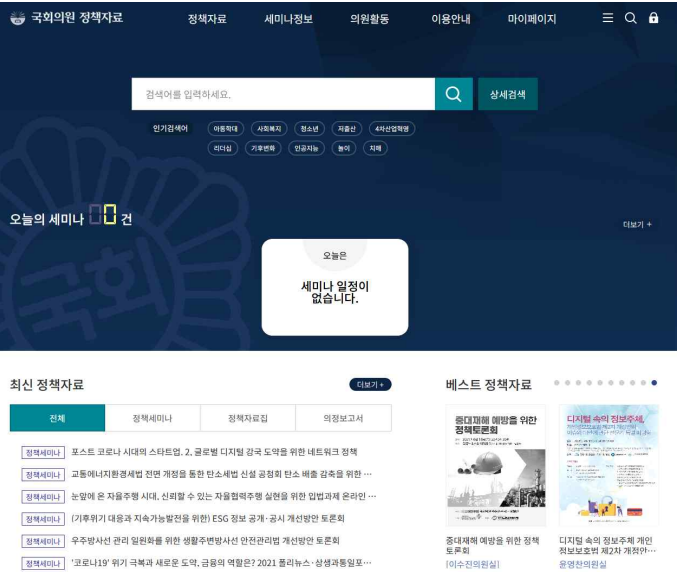 국회의원 정책자료
정책자료 세미나정보 의원활동 이용안내 마이페이지
검색어를 입력하세요.
상세검색
인기검색어 아동학대 사회복지 청소년 저출산 4차산업혁명
리더십 기후변화 인공지능 놀이 치매
오늘의 세미나 0 건
더보기 +
오늘은
세미나 일정이
없습니다.
최신 정책자료 더보기 +
전체 정책세미나 정책자료집 의정보고서
정책세미나 포스트 코로나 시대의 스타트업. 2, 글로벌 디지털 강국 도약을 위한 네트워크 정책
정책세미나 교통에너지환경세법 전면 개정을 통한 탄소세법 신설 공청회 탄소 배출 감축을 위한 ···
정책세미나 눈앞에 온 자율주행 시대, 신뢰할 수 있는 자율협력주행 실현을 위한 입법과제 온라인 ···
정책세미나 (기후위기 대응과 지속가능발전을 위한) ESG 정보 공개·공시 개선방안 토론회
정책세미나 우주방사선 관리 일원화를 위한 생활주변방사선 안전관리법 개선방안 토론회
정책세미나 '코로나19' 위기 극복과 새로운 도약, 금융의 역할은? 2021 폴리뉴스·상생과통일포···
베스트 정책자료
중대재해 예방을 위한
정책토론회
디지털 속의 정보주체,
중대재해 예방을 위한 정책
토론회
[이수진의원실]
디지털 속의 정보주체 개인
정보보호법 제2차 개정안···
윤영찬의원실